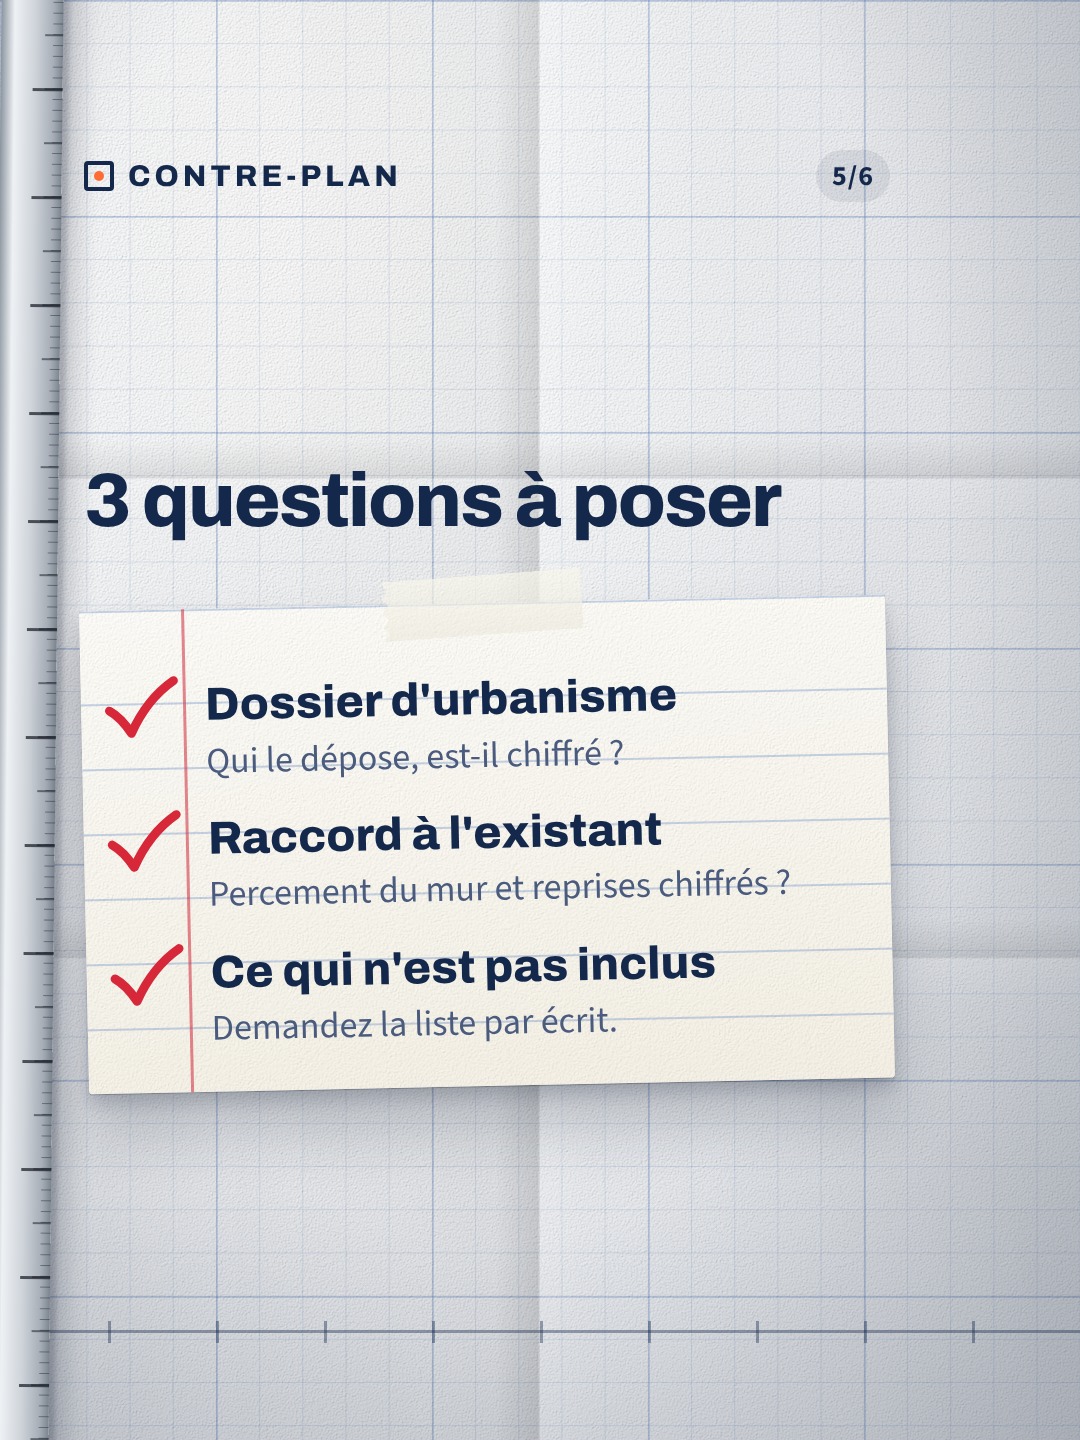 CONTRE-PLAN
5/6
3 questions à poser
Dossier d'urbanisme
Qui le dépose, est-il chiffré ?
Raccord à l'existant
Percement du mur et reprises chiffrés ?
Ce qui n'est pas inclus
Demandez la liste par écrit.